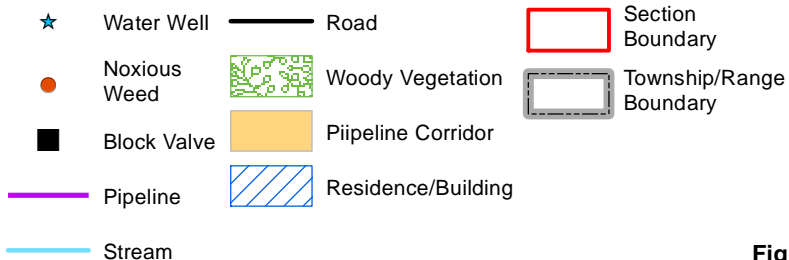 Water Well
Noxious
Weed
Block Valve
Pipeline
Stream
Road
Woody Vegetation
Piipeline Corridor
Residence/Building
Section
Boundary
Township/Range
Boundary
Fig